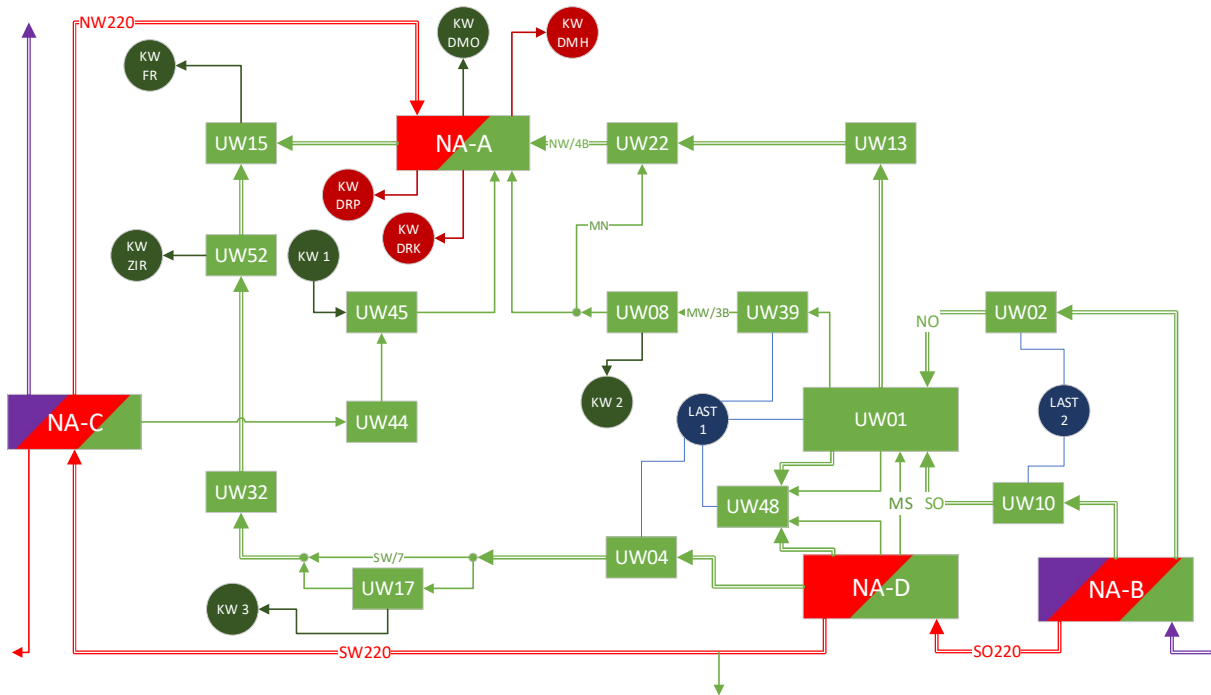 NW220
KW
DMO
KW
DMH
KW
FR
UW15
NA-A
NW/4B
UW22
UW13
KW
DRP
KW
DRK
MN
KW
ZIR
UW52
KW 1
UW45
UW08
MW/3B
UW39
NO
UW02
KW 2
NA-C
UW44
LAST
1
UW01
LAST
2
UW32
UW48
MS
SO
UW10
SW/7
UW04
UW17
NA-D
NA-B
KW 3
SW220
SO220